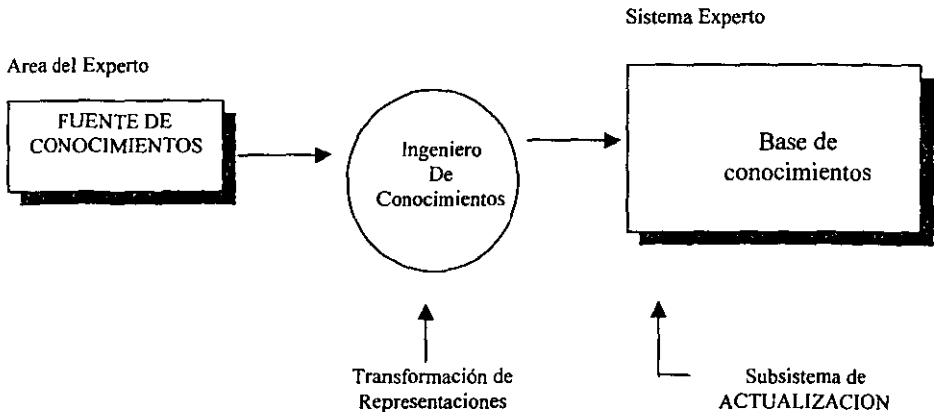 Sistema Experto
Area del Experto
FUENTE DE
CONOCIMIENTOS
Ingeniero
De
Conocimientos
Base de
conocimientos
Transformación de
Representaciones
Subsistema de
ACTUALIZACION